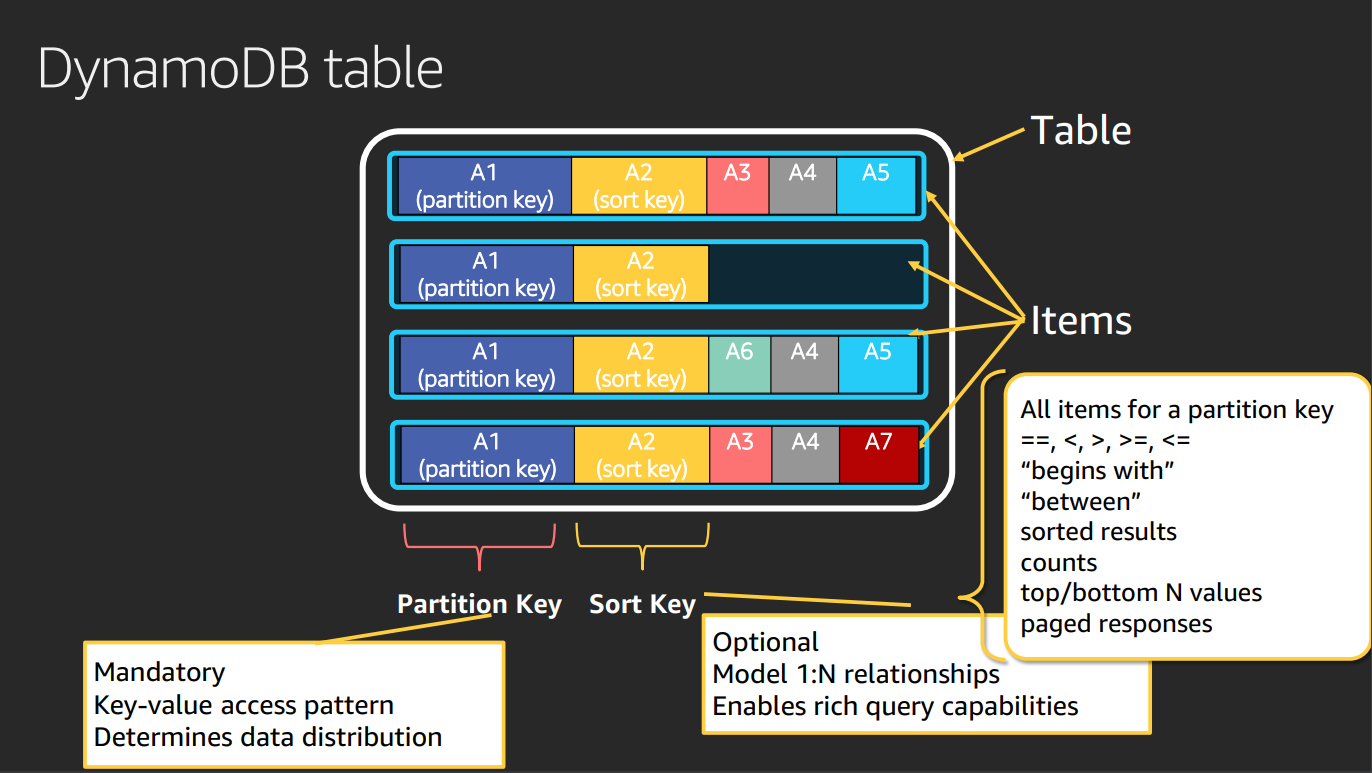 DynamoDB table
Table
A1
(partition key)
A2
(sort key)
A3
A4
A5
A1
(partition key)
A2
(sort key)
Items
A1
(partition key)
A2
(sort key)
A6
A4
A5
A1
(partition key)
A2
(sort key)
A3
A4
A7
All items for a partition key
==, <, >, >=, <=
“begins with”
“between”
sorted results
counts
top/bottom N values
paged responses
Partition Key
Sort Key
Mandatory
Key-value access pattern
Determines data distribution
Optional
Model 1:N relationships
Enables rich query capabilities